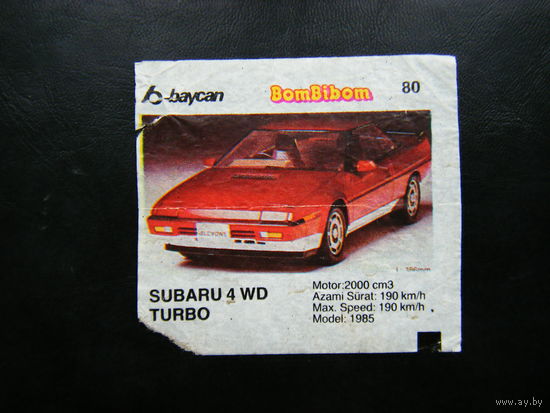 b-baycan
BomBibom
80
ALCYONE
SUBARU 4 WD
TURBO
Motor:2000 cm3
Azami Sürat: 190 km/h
Max. Speed: 190 km/h
Model: 1985
www.ay.by